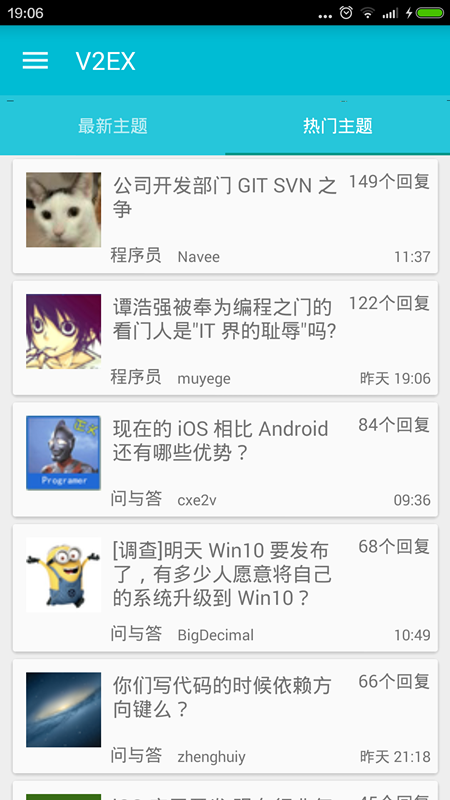 19:06
V2EX
最新主题
热门主题
公司开发部门 GIT SVN 之
争
149个回复
程序员 Navee
11:37
谭浩强被奉为编程之门的
看门人是"IT 界的耻辱"吗?
122个回复
程序员 muyege
昨天 19:06
现在的 iOS 相比 Android
还有哪些优势？
84个回复
Programer
问与答 cxe2v
09:36
[调查]明天 Win10 要发布
了，有多少人愿意将自己
的系统升级到 Win10？
68个回复
问与答 BigDecimal
10:49
你们写代码的时候依赖方
向键么？
66个回复
问与答 zhenghuiy
昨天 21:18